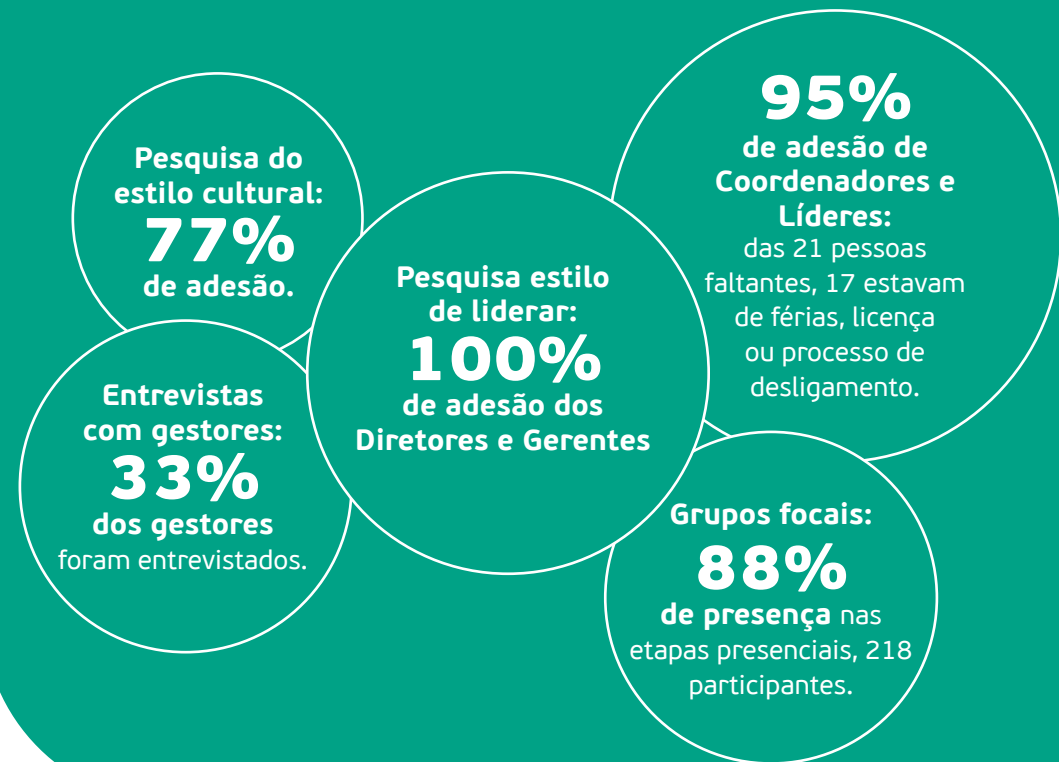 Pesquisa do
estilo cultural:
77%
de adesão.
Entrevistas
com gestores:
33%
dos gestores
foram entrevistados.
Pesquisa estilo
de liderar:
100%
de adesão dos
Diretores e Gerentes
95%
de adesão de
Coordenadores e
Líderes:
das 21 pessoas
faltantes, 17 estavam
de férias, licença
ou processo de
desligamento.
Grupos focais:
88%
de presença nas
etapas presenciais, 218
participantes.